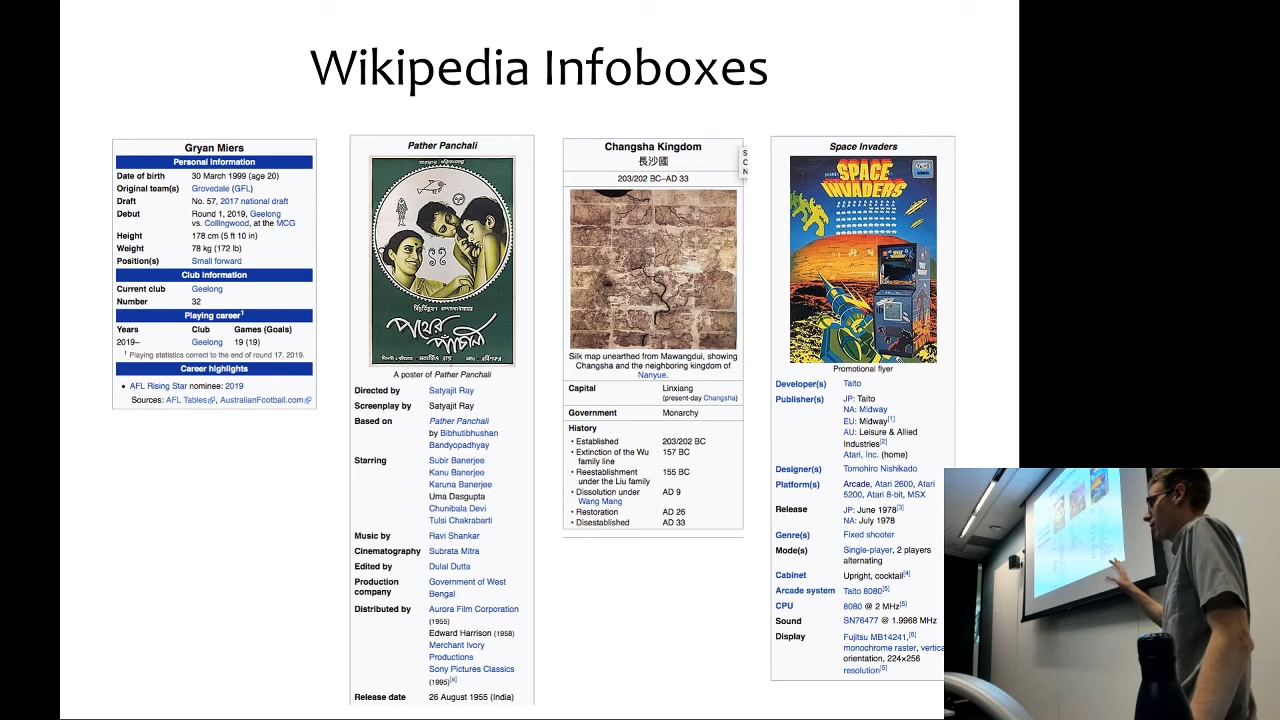 Wikipedia Infoboxes
Gryan Miers
Personal information
Date of birth 30 March 1999 (age 20)
Original team(s) Grovedale (GFL)
Draft No. 57, 2017 national draft
Debut Round 1, 2019, Geelong
vs. Collingwood, at the MCG
Height 178 cm (5 ft 10 in)
Weight 78 kg (172 lb)
Position(s) Small forward
Club information
Current club Geelong
Number 32
Playing career1
Years Club Games (Goals)
2019– Geelong 19 (19)
1 Playing statistics correct to the end of round 17, 2019.
Career highlights
• AFL Rising Star nominee: 2019
Sources: AFL Tables, AustralianFootball.com
Pather Panchali
পথের
পাঁচালী
A poster of Pather Panchali
Directed by Satyajit Ray
Screenplay by Satyajit Ray
Based on Pather Panchali
by Bibhutibhushan
Bandyopadhyay
Starring Subir Banerjee
Kanu Banerjee
Karuna Banerjee
Uma Dasgupta
Chunibala Devi
Tulsi Chakrabarti
Music by Ravi Shankar
Cinematography Subrata Mitra
Edited by Dulal Dutta
Production Government of West
company Bengal
Distributed by Aurora Film Corporation
(1955)
Edward Harrison (1958)
Merchant Ivory
Productions
Sony Pictures Classics
(1995)[6]
Release date 26 August 1955 (India)
Changsha Kingdom
長沙國
203/202 BC–AD 33
S
C
N
Silk map unearthed from Mawangdui, showing
Changsha and the neighboring kingdom of
Nanyue.
Capital Linxiang
(present-day Changsha)
Government Monarchy
History
• Established 203/202 BC
• Extinction of the Wu 157 BC
family line
• Reestablishment 155 BC
under the Liu family
• Dissolution under AD 9
Wang Mang
• Restoration AD 26
• Disestablished AD 33
Space Invaders
SPACE
INVADERS
Promotional flyer
Developer(s) Taito
Publisher(s) JP: Taito
NA: Midway
EU: Midway[1]
AU: Leisure & Allied
Industries[2]
Atari, Inc. (home)
Designer(s) Tomohiro Nishikado
Platform(s) Arcade, Atari 2600, Atari
5200, Atari 8-bit, MSX
Release JP: June 1978[3]
NA: July 1978
Genre(s) Fixed shooter
Mode(s) Single-player, 2 players
alternating
Cabinet Upright, cocktail[4]
Arcade system Taito 8080[5]
CPU 8080 @ 2 MHz[5]
Sound SN76477 @ 1.9968 MHz
Display Fujitsu MB14241,[6]
monochrome raster, vertica
orientation, 224×256
resolution[5]